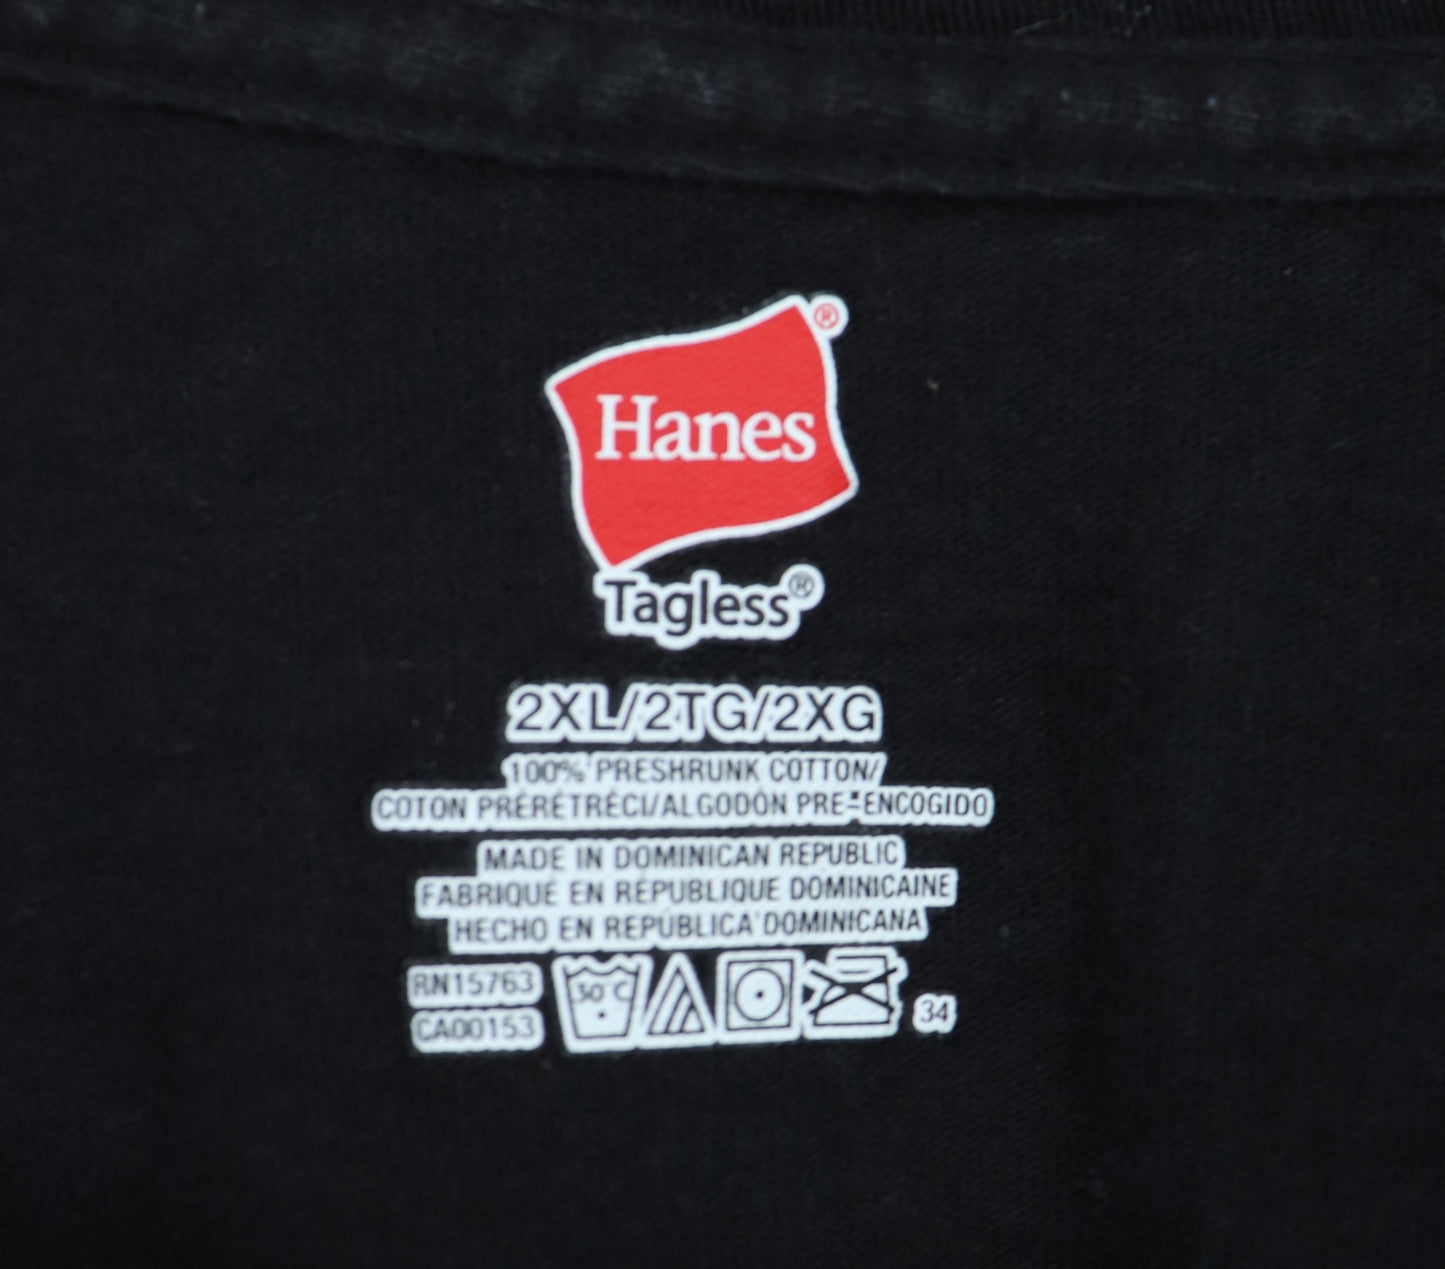 Hanes®
Tagless®
2XL/2TG/2XG
100% PRESHRUNK COTTON/
COTON PRÉRÉTRÉCI/ALGODÓN PRE-ENCOGIDO
MADE IN DOMINICAN REPUBLIC
FABRIQUÉ EN RÉPUBLIQUE DOMINICAINE
HECHO EN REPÚBLICA DOMINICANA
RN15763
CA00153
30°C
34